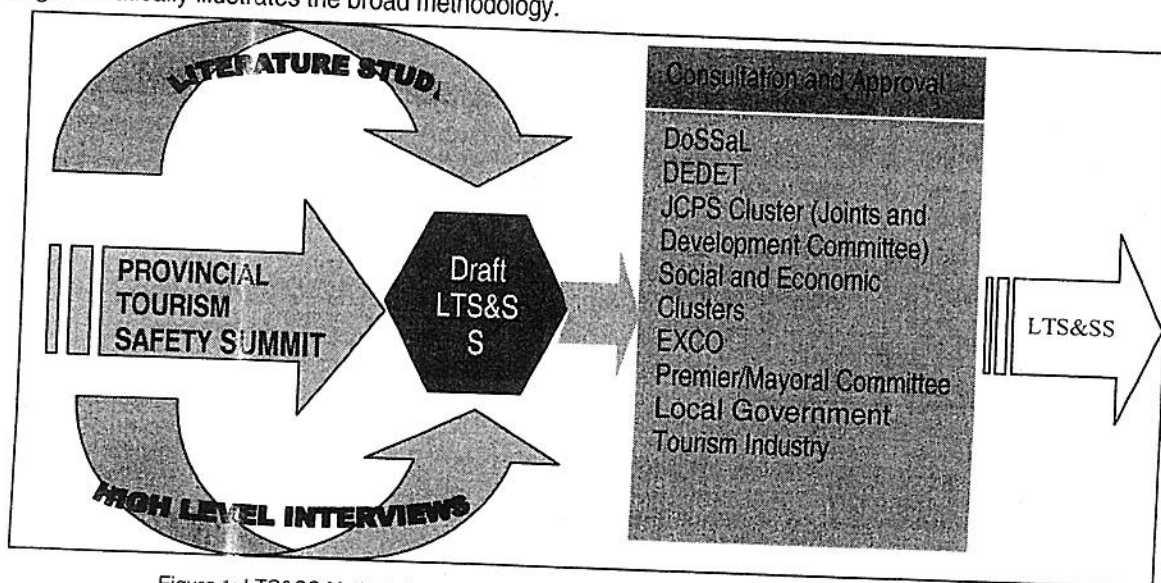 illustrates the broad methodology.
LITERATURE
PROVINCIAL
TOURISM
SAFETY SUMMIT
HIGH LEVEL INTERVIEWS
Draft
LTS&S
S
Consultation and Approval
DoSSaL
DEDET
JCPS Cluster (Joints and
Development Committee)
Social and Economic
Clusters
EXCO
Premier/Mayoral Committee
Local Government
Tourism Industry
LTS&SS
Figure 1: LTS&SS